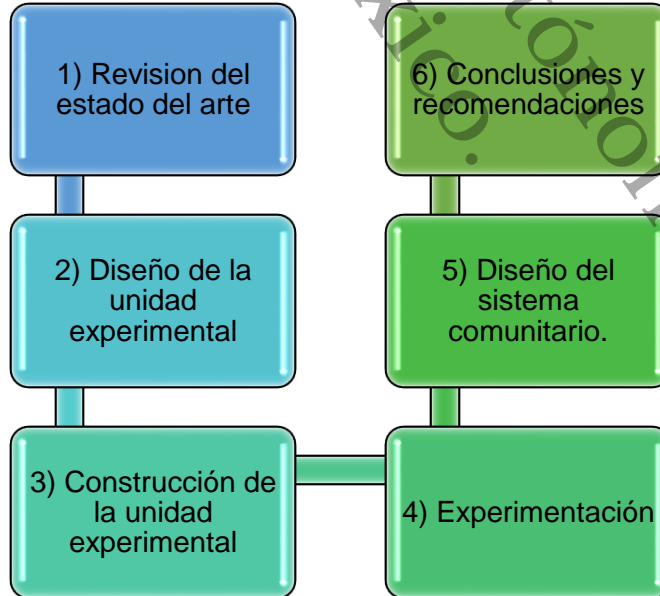 1) Revision del
estado del arte
2) Diseño de la
unidad
experimental
3) Construcción de
la unidad
experimental
4) Experimentación
5) Diseño del
sistema
comunitario.
6) Conclusiones y
recomendaciones
xico.